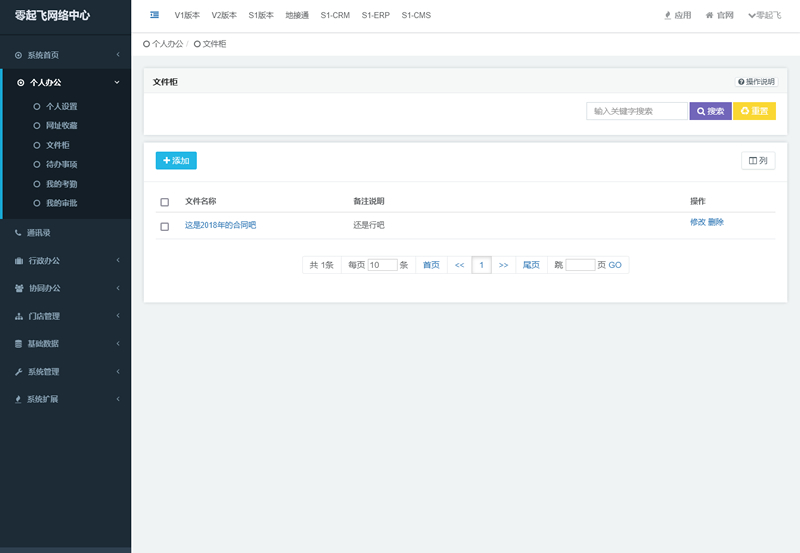 零起飞网络中心
V1版本 V2版本 S1版本 地接通 S1-CRM S1-ERP S1-CMS 应用 官网 零起飞
个人办公 / 文件柜
系统首页
个人办公
个人设置
网址收藏
文件柜
待办事项
我的考勤
我的审批
通讯录
行政办公
协同办公
门店管理
基础数据
系统管理
系统扩展
文件柜 操作说明
输入关键字搜索 搜索 重置
添加 列
文件名称 备注说明 操作
这是2018年的合同吧 还是行吧 修改 删除
共 1条 每页 10 条 首页 << 1 >> 尾页 跳 页 GO